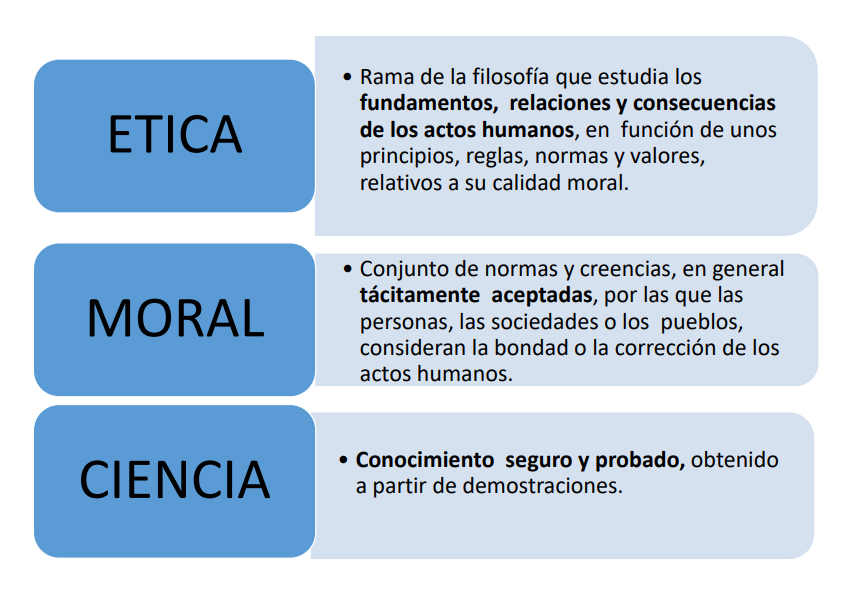 ETICA
• Rama de la filosofía que estudia los
fundamentos, relaciones y consecuencias
de los actos humanos, en función de unos
principios, reglas, normas y valores,
relativos a su calidad moral.
MORAL
• Conjunto de normas y creencias, en general
tácitamente aceptadas, por las que las
personas, las sociedades o los pueblos,
consideran la bondad o la corrección de los
actos humanos.
CIENCIA
• Conocimiento seguro y probado, obtenido
a partir de demostraciones.